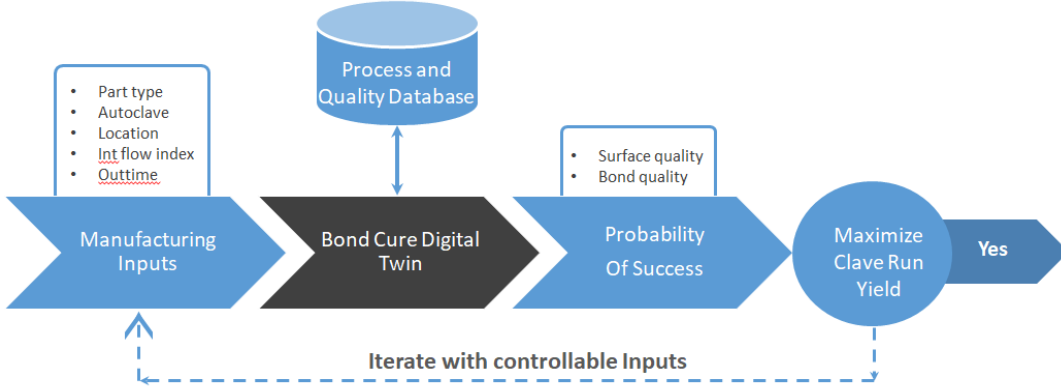 Process and
Quality Database
• Part type
• Autoclave
• Location
• Int flow index
• Outtime
• Surface quality
• Bond quality
Manufacturing
Inputs
Bond Cure Digital
Twin
Probability
Of Success
Maximize
Clave Run
Yield
Yes
Iterate with controllable Inputs